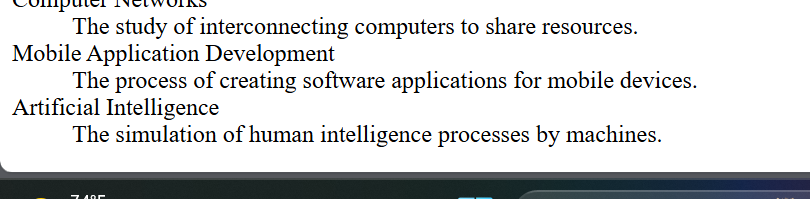 Computer Networks
The study of interconnecting computers to share resources.
Mobile Application Development
The process of creating software applications for mobile devices.
Artificial Intelligence
The simulation of human intelligence processes by machines.
74°F